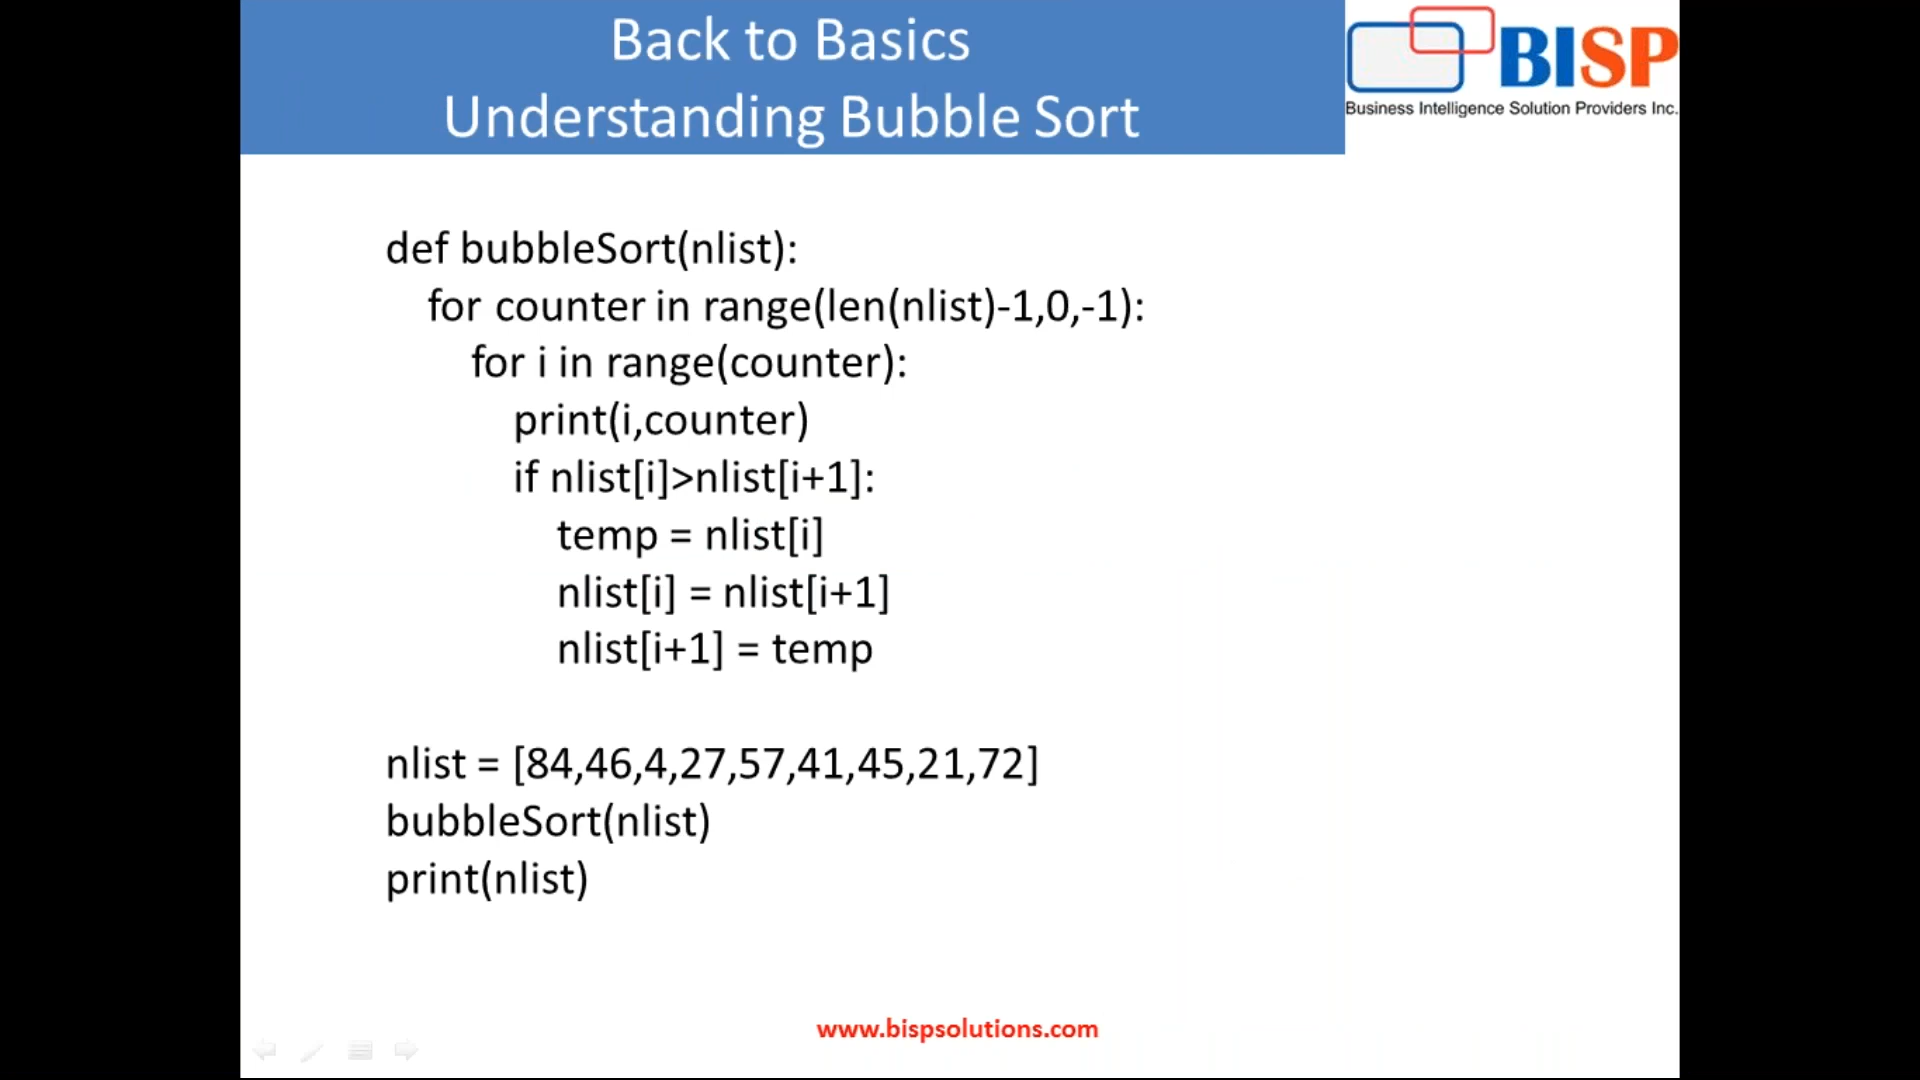 Back to Basics
Understanding Bubble Sort
BISP
Business Intelligence Solution Providers Inc.
def bubbleSort(nlist):
for counter in range(len(nlist)-1,0,-1):
for i in range(counter):
print(i,counter)
if nlist[i]>nlist[i+1]:
temp = nlist[i]
nlist[i] = nlist[i+1]
nlist[i+1] = temp
nlist = [84,46,4,27,57,41,45,21,72]
bubbleSort(nlist)
print(nlist)
www.bispsolutions.com